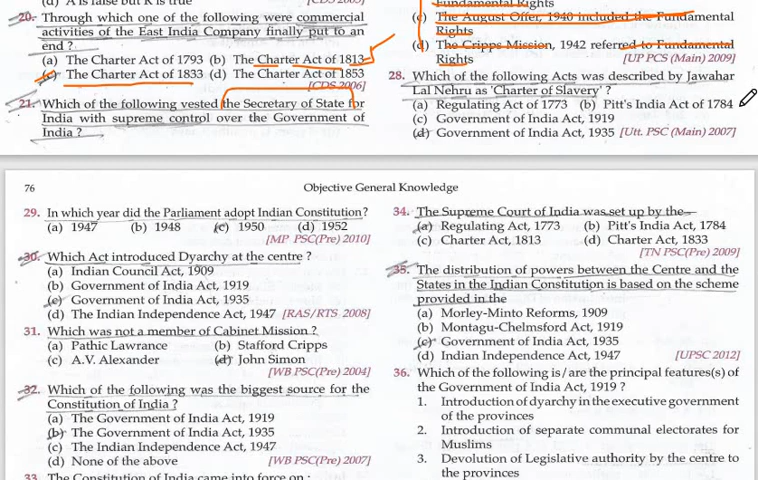 (d) A is false but R is true
[CDS 2005]
20. Through which one of the following were commercial
activities of the East India Company finally put to an
end ?
(a) The Charter Act of 1793 (b) The Charter Act of 1813
(c) The Charter Act of 1833 (d) The Charter Act of 1853
[CDS 2006]
21. Which of the following vested the Secretary of State for
India with supreme control over the Government of
India ?
Fundamental Rights
(c) The August Offer, 1940 included the Fundamental
Rights
(d) The Cripps Mission, 1942 referred to Fundamental
Rights [UP PCS (Main) 2009]
28. Which of the following Acts was described by Jawahar
Lal Nehru as 'Charter of Slavery' ?
(a) Regulating Act of 1773 (b) Pitt's India Act of 1784
(c) Government of India Act, 1919
(d) Government of India Act, 1935 [Utt. PSC (Main) 2007]
76 Objective General Knowledge
29. In which year did the Parliament adopt Indian Constitution?
(a) 1947 (b) 1948 (c) 1950 (d) 1952
[MP PSC(Pre) 2010]
30. Which Act introduced Dyarchy at the centre ?
(a) Indian Council Act, 1909
(b) Government of India Act, 1919
(c) Government of India Act, 1935
(d) The Indian Independence Act, 1947 [RAS/RTS 2008]
31. Which was not a member of Cabinet Mission ?
(a) Pathic Lawrance (b) Stafford Cripps
(c) A.V. Alexander (d) John Simon
[WB PSC(Pre) 2004]
32. Which of the following was the biggest source for the
Constitution of India ?
(a) The Government of India Act, 1919
(b) The Government of India Act, 1935
(c) The Indian Independence Act, 1947
(d) None of the above [WB PSC(Pre) 2007]
33. The Constitution of India came into force on :
34. The Supreme Court of India was set up by the
(a) Regulating Act, 1773 (b) Pitt's India Act, 1784
(c) Charter Act, 1813 (d) Charter Act, 1833
[TN PSC(Pre) 2009]
35. The distribution of powers between the Centre and the
States in the Indian Constitution is based on the scheme
provided in the
(a) Morley-Minto Reforms, 1909
(b) Montagu-Chelmsford Act, 1919
(c) Government of India Act, 1935
(d) Indian Independence Act, 1947 [UPSC 2012]
36. Which of the following is/are the principal features(s) of
the Government of India Act, 1919 ?
1. Introduction of dyarchy in the executive government
of the provinces
2. Introduction of separate communal electorates for
Muslims
3. Devolution of Legislative authority by the centre to
the provinces